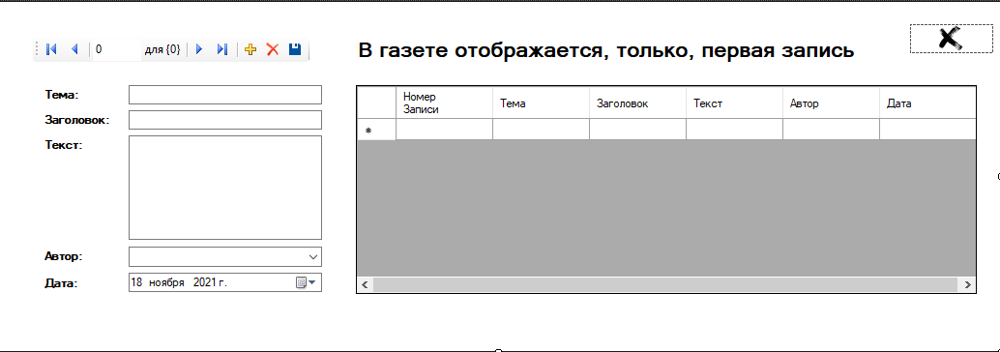 0 для {0}
В газете отображается, только, первая запись
Тема:
Заголовок:
Текст:
Автор:
Дата:
18 ноября 2021 г.
Номер
Записи
Тема
Заголовок
Текст
Автор
Дата